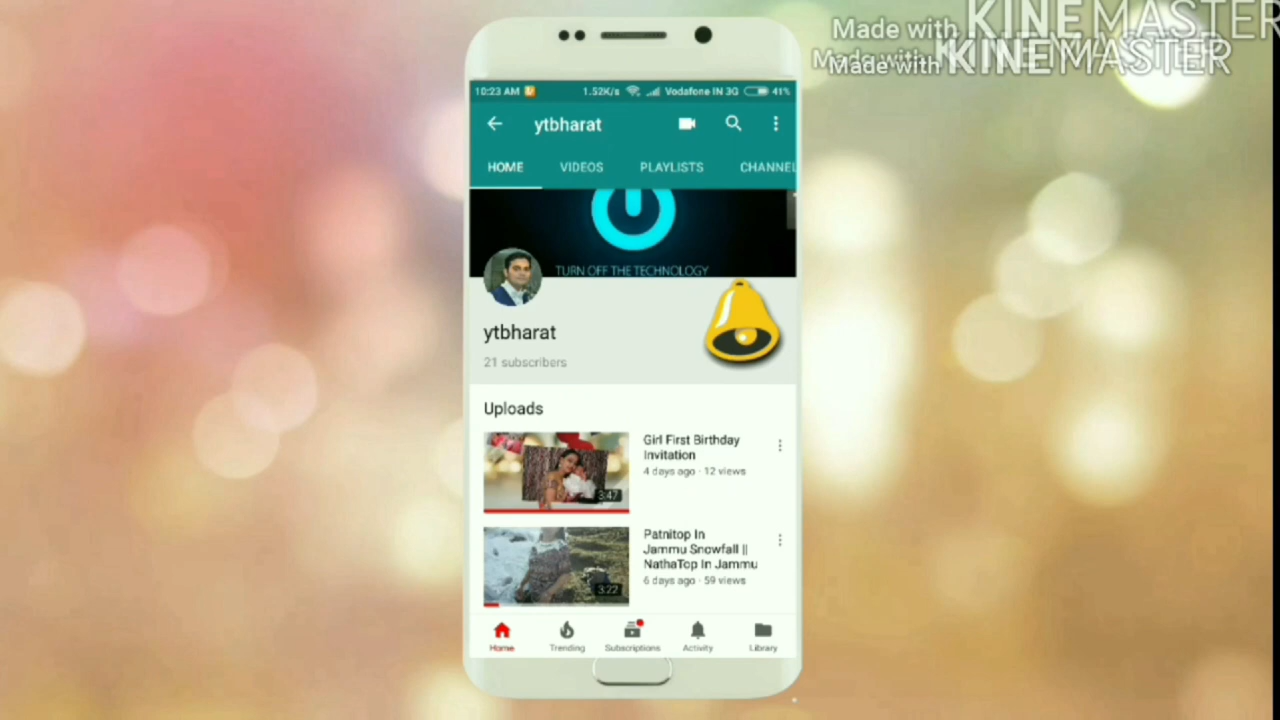 Made with KINEMASTER
Made with KINEMASTER
Made with KINEMASTER
10:23 AM 1.52K/s Vodafone IN 3G 41%
ytbharat
HOME VIDEOS PLAYLISTS CHANNEL
TURN OFF THE TECHNOLOGY
ytbharat
21 subscribers
Uploads
Girl First Birthday
Invitation
4 days ago · 12 views
3:47
Patnitop In
Jammu Snowfall ||
NathaTop In Jammu
6 days ago · 59 views
3:22
Home Trending Subscriptions Activity Library